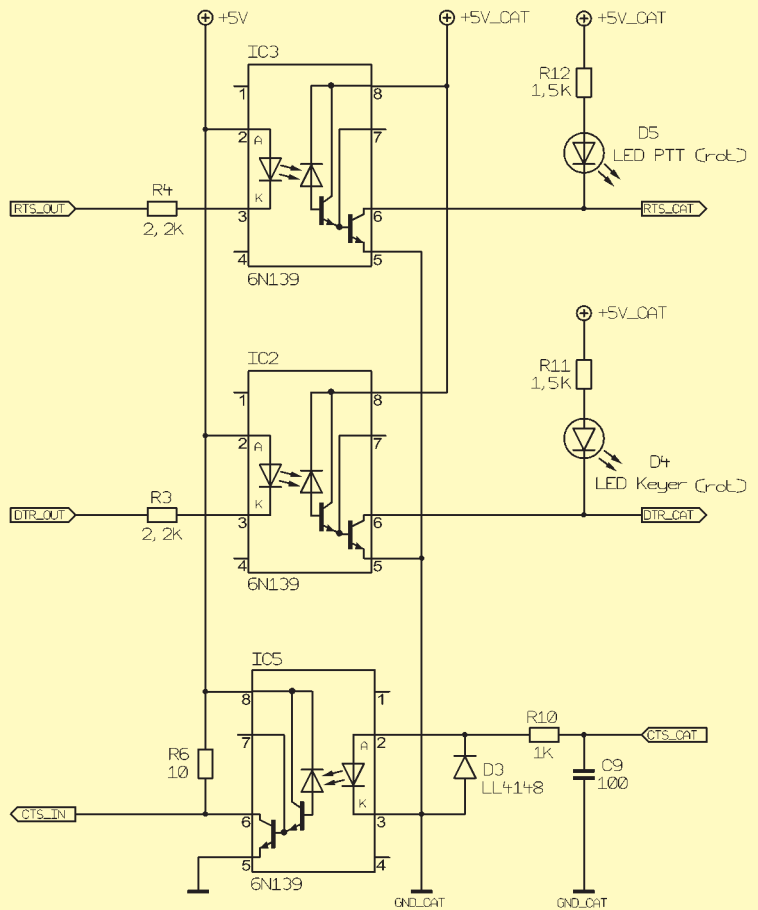 +5V
+5V_CAT
+5V_CAT
IC3
1
8
2
A
7
K
3
6
4
5
6N139
RTS_OUT
R4
2,2K
R12
1,5K
D5
LED PTT (rot)
RTS_CAT
+5V_CAT
IC2
1
8
2
A
7
K
3
6
4
5
6N139
DTR_OUT
R3
2,2K
R11
1,5K
D4
LED Keyer (rot)
DTR_CAT
IC5
8
1
7
2
A
K
6
3
5
4
6N139
R6
10
CTS_IN
R10
1K
CTS_CAT
D3
LL4148
C9
100
GND_CAT
GND_CAT